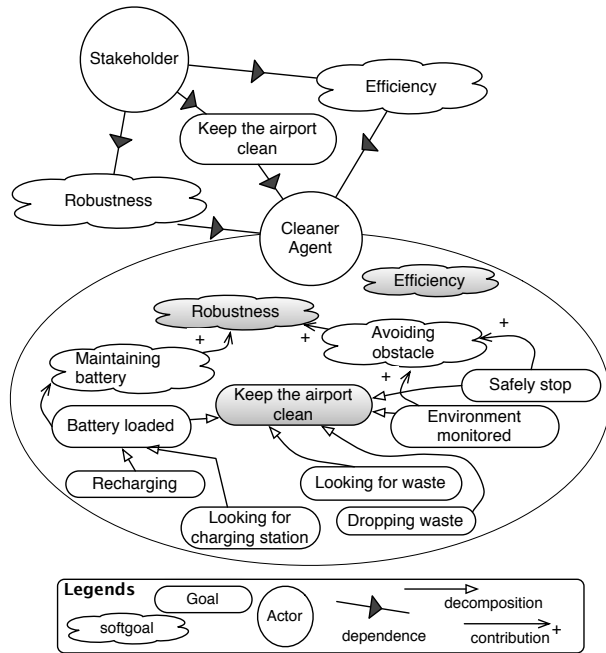 Stakeholder
Efficiency
Keep the airport
clean
Robustness
Cleaner
Agent
Efficiency
Robustness
+
+
Avoiding
obstacle
+
Maintaining
battery
+
Safely stop
Keep the airport
clean
Battery loaded
Environment
monitored
Recharging
Looking for waste
Looking for
charging station
Dropping waste
Legends
Goal
softgoal
Actor
dependence
decomposition
contribution +